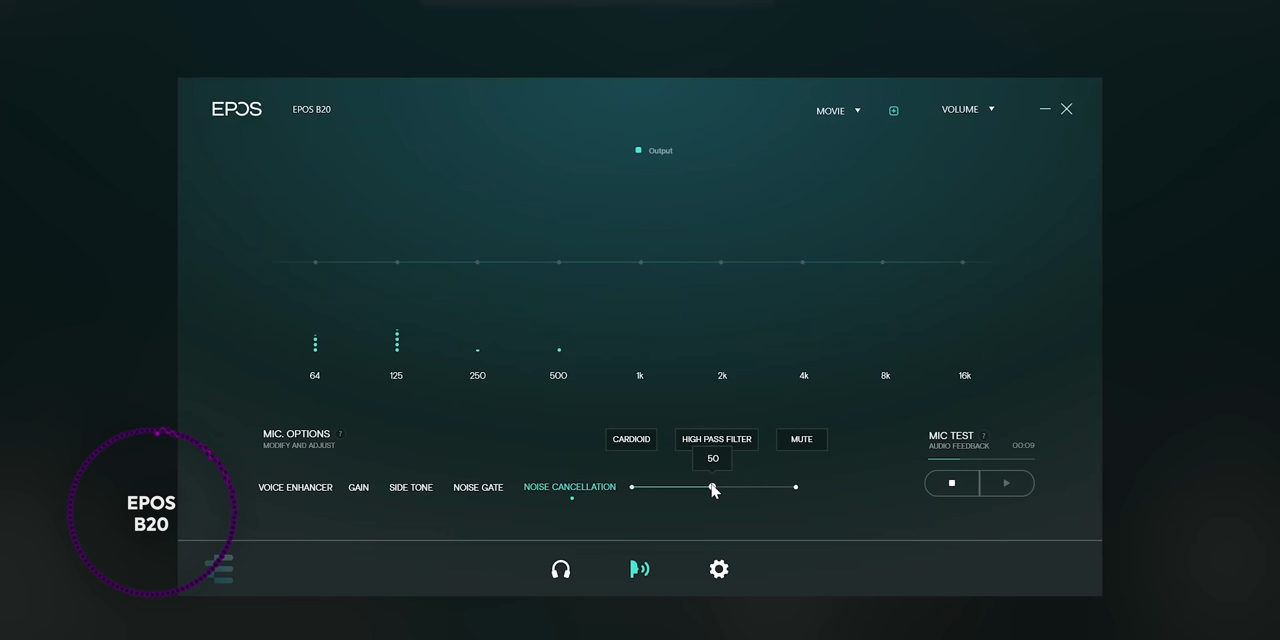 EPOS EPOS B20 MOVIE VOLUME
Output
64 125 250 500 1k 2k 4k 8k 16k
MIC. OPTIONS ?
MODIFY AND ADJUST
CARDIOID HIGH PASS FILTER MUTE
50
MIC TEST ?
AUDIO FEEDBACK 00:09
VOICE ENHANCER GAIN SIDE TONE NOISE GATE NOISE CANCELLATION
EPOS
B20